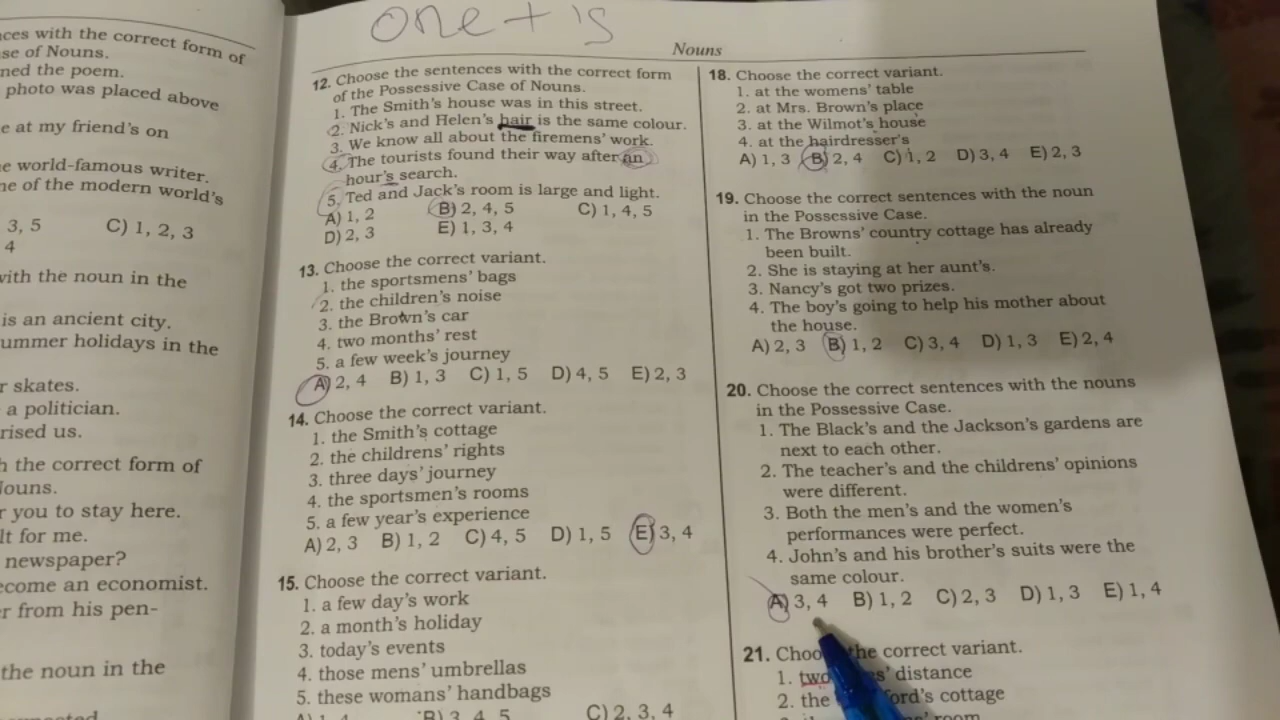 one + is
Nouns
ces with the correct form of
se of Nouns.
ned the poem.
photo was placed above
e at my friend's on
e world-famous writer.
ne of the modern world's
3, 5 C) 1, 2, 3
4
with the noun in the
is an ancient city.
ummer holidays in the
r skates.
a politician.
rised us.
h the correct form of
Nouns.
r you to stay here.
lt for me.
newspaper?
ecome an economist.
r from his pen-
the noun in the
12. Choose the sentences with the correct form
of the Possessive Case of Nouns.
1. The Smith's house was in this street.
2. Nick's and Helen's hair is the same colour.
3. We know all about the firemens' work.
4. The tourists found their way after an
hour's search.
5. Ted and Jack's room is large and light.
A) 1, 2 B) 2, 4, 5 C) 1, 4, 5
D) 2, 3 E) 1, 3, 4
13. Choose the correct variant.
1. the sportsmens' bags
2. the children's noise
3. the Brown's car
4. two months' rest
5. a few week's journey
A) 2, 4 B) 1, 3 C) 1, 5 D) 4, 5 E) 2, 3
14. Choose the correct variant.
1. the Smith's cottage
2. the childrens' rights
3. three days' journey
4. the sportsmen's rooms
5. a few year's experience
A) 2, 3 B) 1, 2 C) 4, 5 D) 1, 5 E) 3, 4
15. Choose the correct variant.
1. a few day's work
2. a month's holiday
3. today's events
4. those mens' umbrellas
5. these womans' handbags
A) 1, 4 B) 3, 4, 5 C) 2, 3, 4
18. Choose the correct variant.
1. at the womens' table
2. at Mrs. Brown's place
3. at the Wilmot's house
4. at the hairdresser's
A) 1, 3 B) 2, 4 C) 1, 2 D) 3, 4 E) 2, 3
19. Choose the correct sentences with the noun
in the Possessive Case.
1. The Browns' country cottage has already
been built.
2. She is staying at her aunt's.
3. Nancy's got two prizes.
4. The boy's going to help his mother about
the house.
A) 2, 3 B) 1, 2 C) 3, 4 D) 1, 3 E) 2, 4
20. Choose the correct sentences with the nouns
in the Possessive Case.
1. The Black's and the Jackson's gardens are
next to each other.
2. The teacher's and the childrens' opinions
were different.
3. Both the men's and the women's
performances were perfect.
4. John's and his brother's suits were the
same colour.
A) 3, 4 B) 1, 2 C) 2, 3 D) 1, 3 E) 1, 4
21. Choo the correct variant.
1. two es' distance
2. the ford's cottage
room